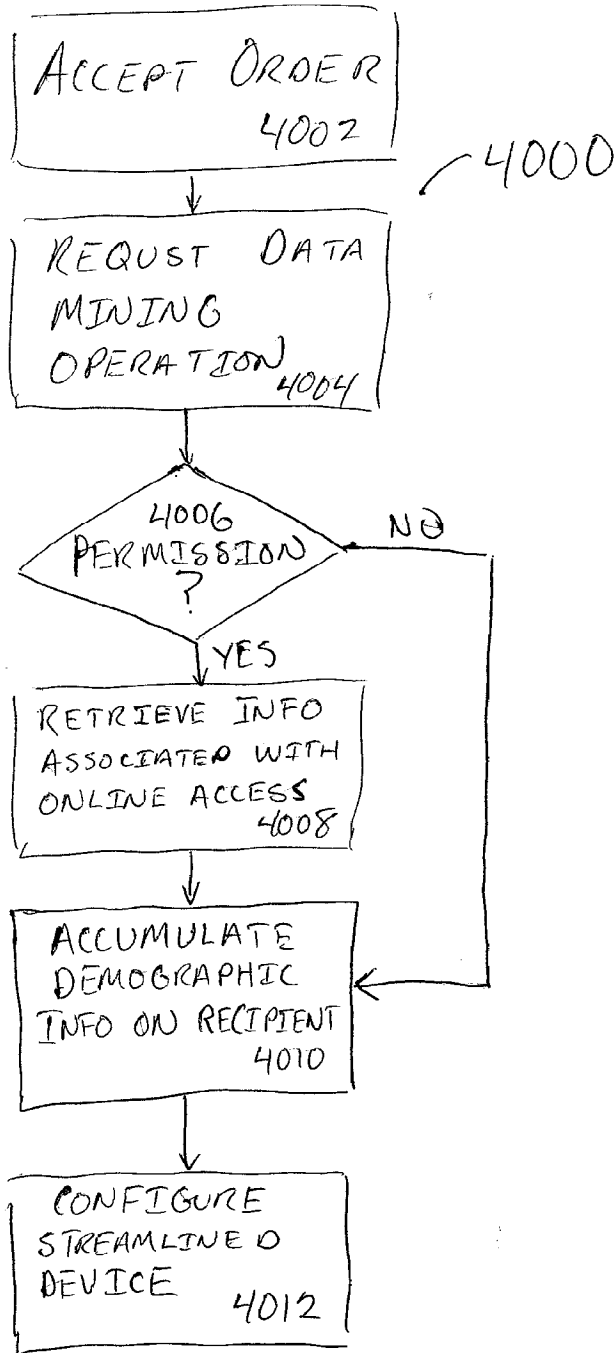 ACCEPT ORDER
4002
4000
REQUST DATA
MINING
OPERATION
4004
4006
PERMISSION
?
NO
YES
RETRIEVE INFO
ASSOCIATED WITH
ONLINE ACCESS
4008
ACCUMULATE
DEMOGRAPHIC
INFO ON RECIPIENT
4010
CONFIGURE
STREAMLINED
DEVICE
4012